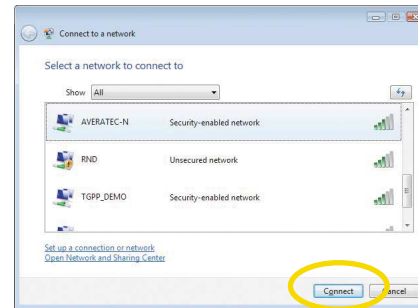 Connect to a network
Select a network to connect to
Show All
AVERATEC-N Security-enabled network
RND Unsecured network
TGPP_DEMO Security-enabled network
Set up a connection or network
Open Network and Sharing Center
Connect Cancel